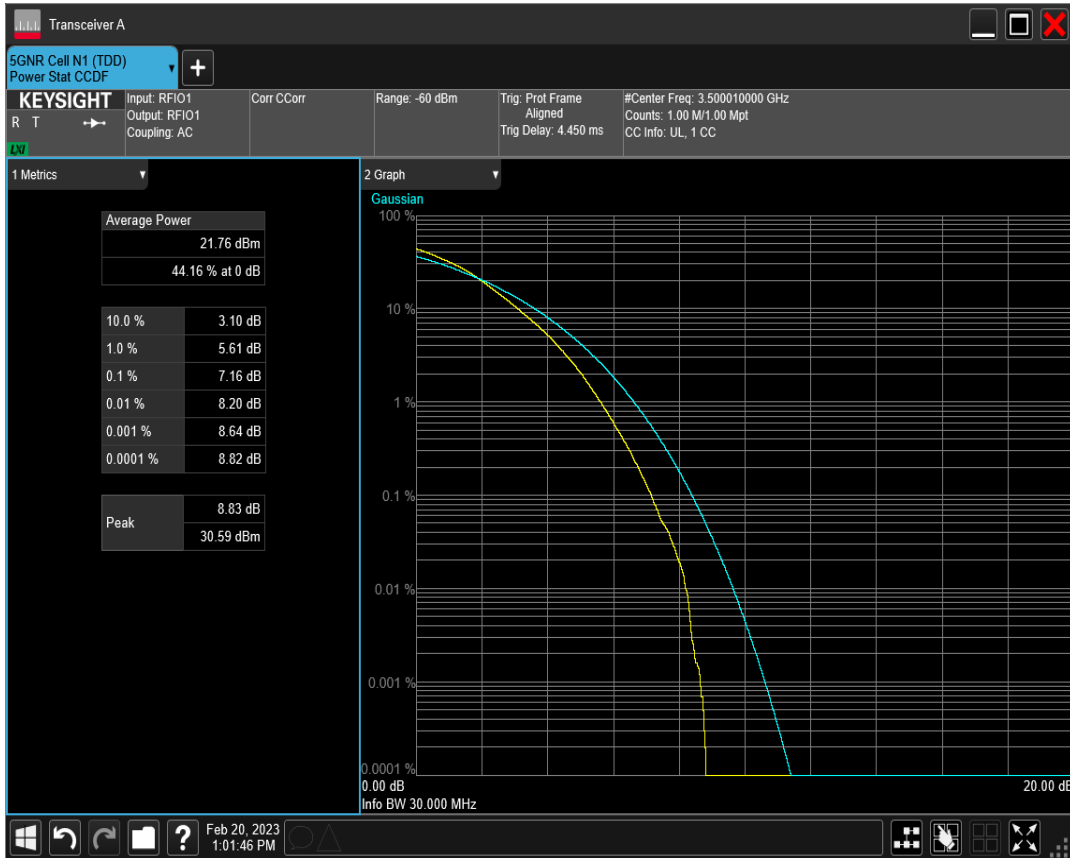 Transceiver A
5GNR Cell N1 (TDD)
Power Stat CCDF
+
KEYSIGHT
R T
LXI
Input: RFIO1
Output: RFIO1
Coupling: AC
Corr CCorr
Range: -60 dBm
Trig: Prot Frame
Aligned
Trig Delay: 4.450 ms
#Center Freq: 3.500010000 GHz
Counts: 1.00 M/1.00 Mpt
CC Info: UL, 1 CC
1 Metrics
Average Power
21.76 dBm
44.16 % at 0 dB
10.0 % 3.10 dB
1.0 % 5.61 dB
0.1 % 7.16 dB
0.01 % 8.20 dB
0.001 % 8.64 dB
0.0001 % 8.82 dB
Peak
8.83 dB
30.59 dBm
2 Graph
Gaussian
100 %
10 %
1 %
0.1 %
0.01 %
0.001 %
0.0001 %
0.00 dB
20.00 dB
Info BW 30.000 MHz
?
Feb 20, 2023
1:01:46 PM